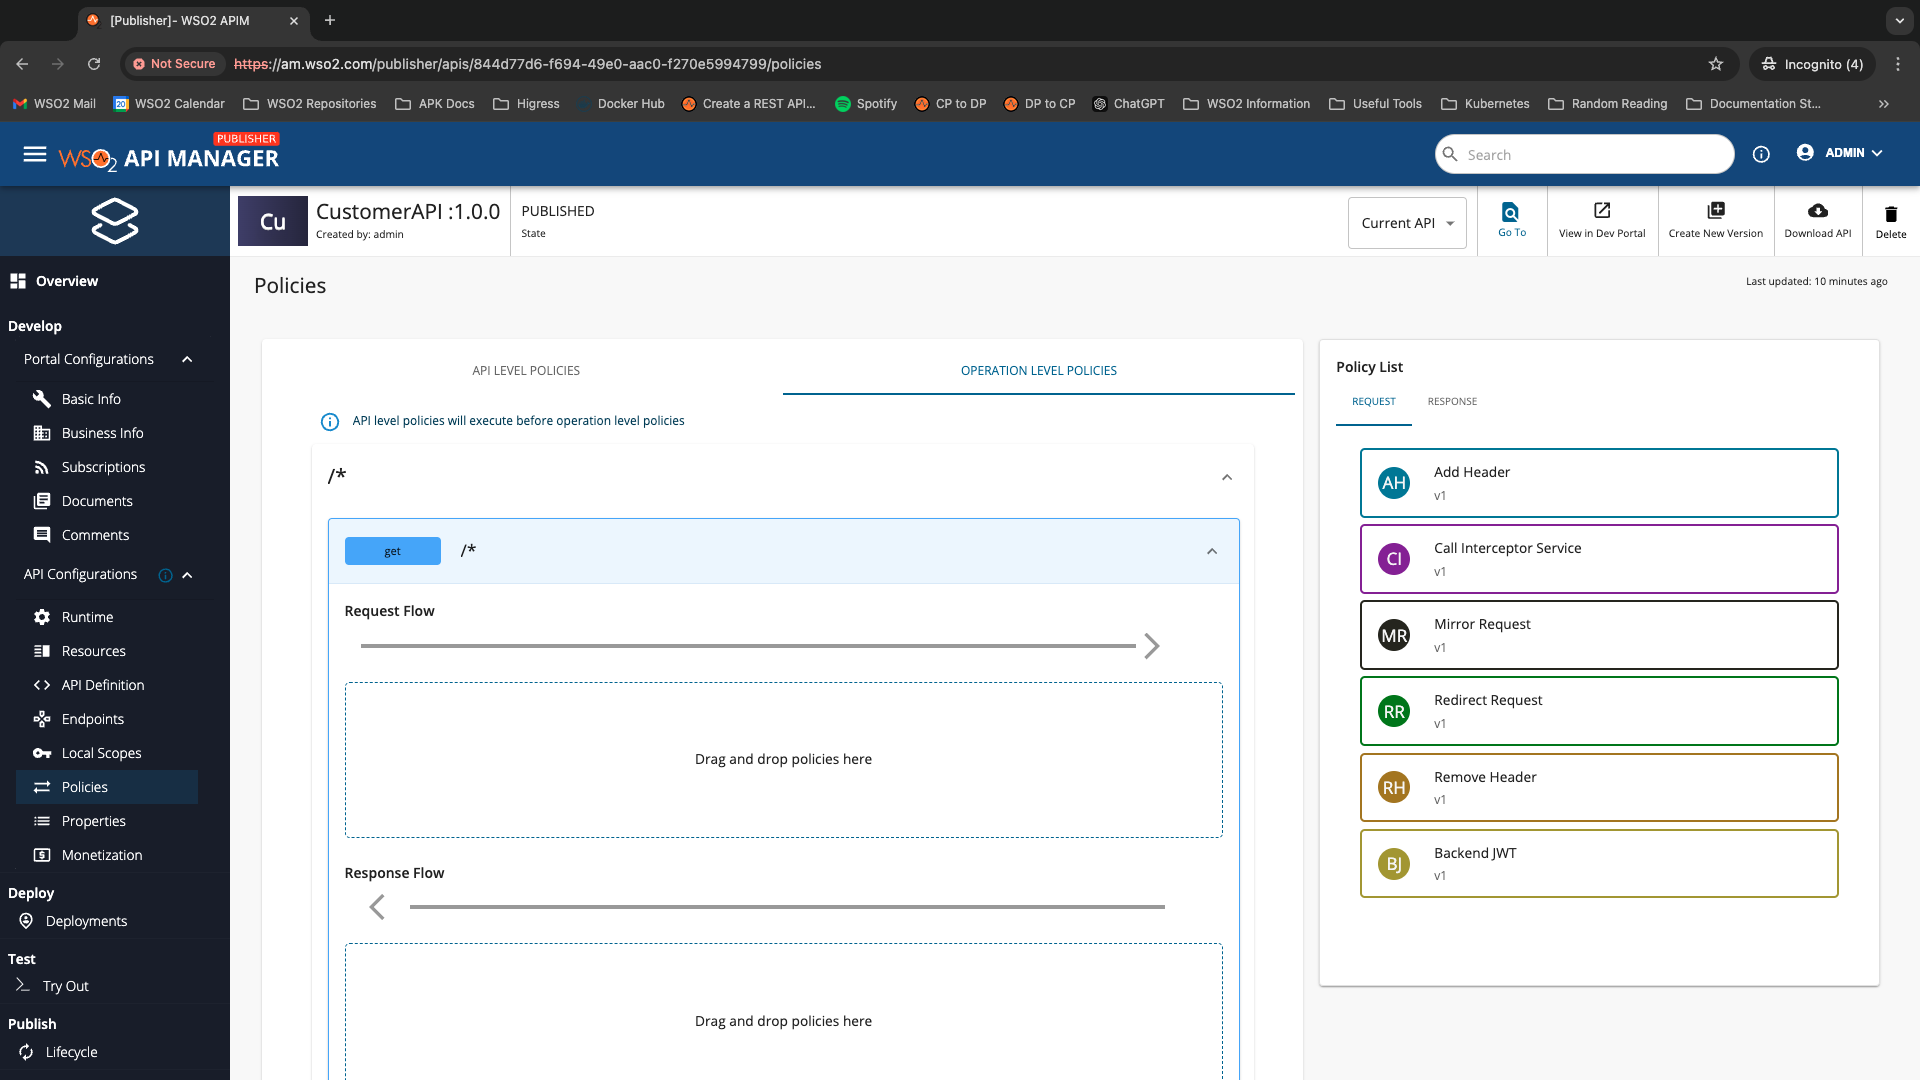 [Publisher]- WSO2 APIM
Not Secure https://am.wso2.com/publisher/apis/844d77d6-f694-49e0-aac0-f270e5994799/policies Incognito (4)
WSO2 Mail 20 WSO2 Calendar WSO2 Repositories APK Docs Higress Docker Hub Create a REST API... Spotify CP to DP DP to CP ChatGPT WSO2 Information Useful Tools Kubernetes Random Reading Documentation St...
PUBLISHER
WSO2 API MANAGER
Search
ADMIN
Cu
CustomerAPI :1.0.0
Created by: admin
PUBLISHED
State
Current API
Go To
View in Dev Portal
Create New Version
Download API
Delete
Overview
Develop
Portal Configurations
Basic Info
Business Info
Subscriptions
Documents
Comments
API Configurations
Runtime
Resources
API Definition
Endpoints
Local Scopes
Policies
Properties
Monetization
Deploy
Deployments
Test
Try Out
Publish
Lifecycle
Policies
Last updated: 10 minutes ago
API LEVEL POLICIES
OPERATION LEVEL POLICIES
API level policies will execute before operation level policies
/*
get /*
Request Flow
Drag and drop policies here
Response Flow
Drag and drop policies here
Policy List
REQUEST RESPONSE
AH Add Header
v1
CI Call Interceptor Service
v1
MR Mirror Request
v1
RR Redirect Request
v1
RH Remove Header
v1
BJ Backend JWT
v1